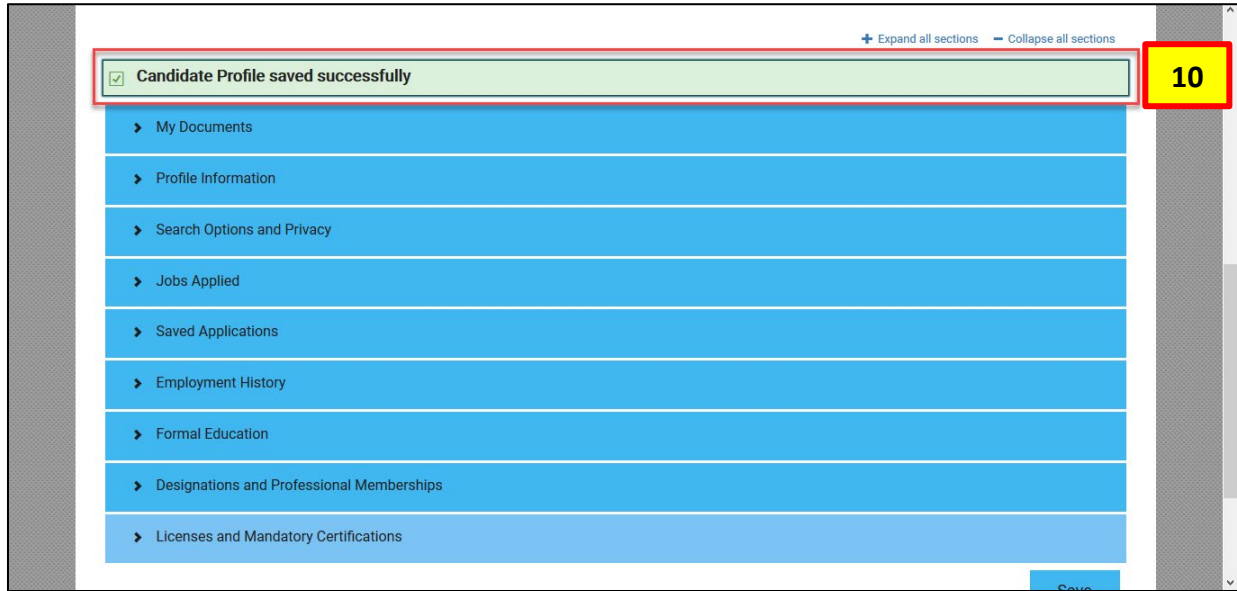 Expand all sections Collapse all sections
Candidate Profile saved successfully
10
My Documents
Profile Information
Search Options and Privacy
Jobs Applied
Saved Applications
Employment History
Formal Education
Designations and Professional Memberships
Licenses and Mandatory Certifications
Save